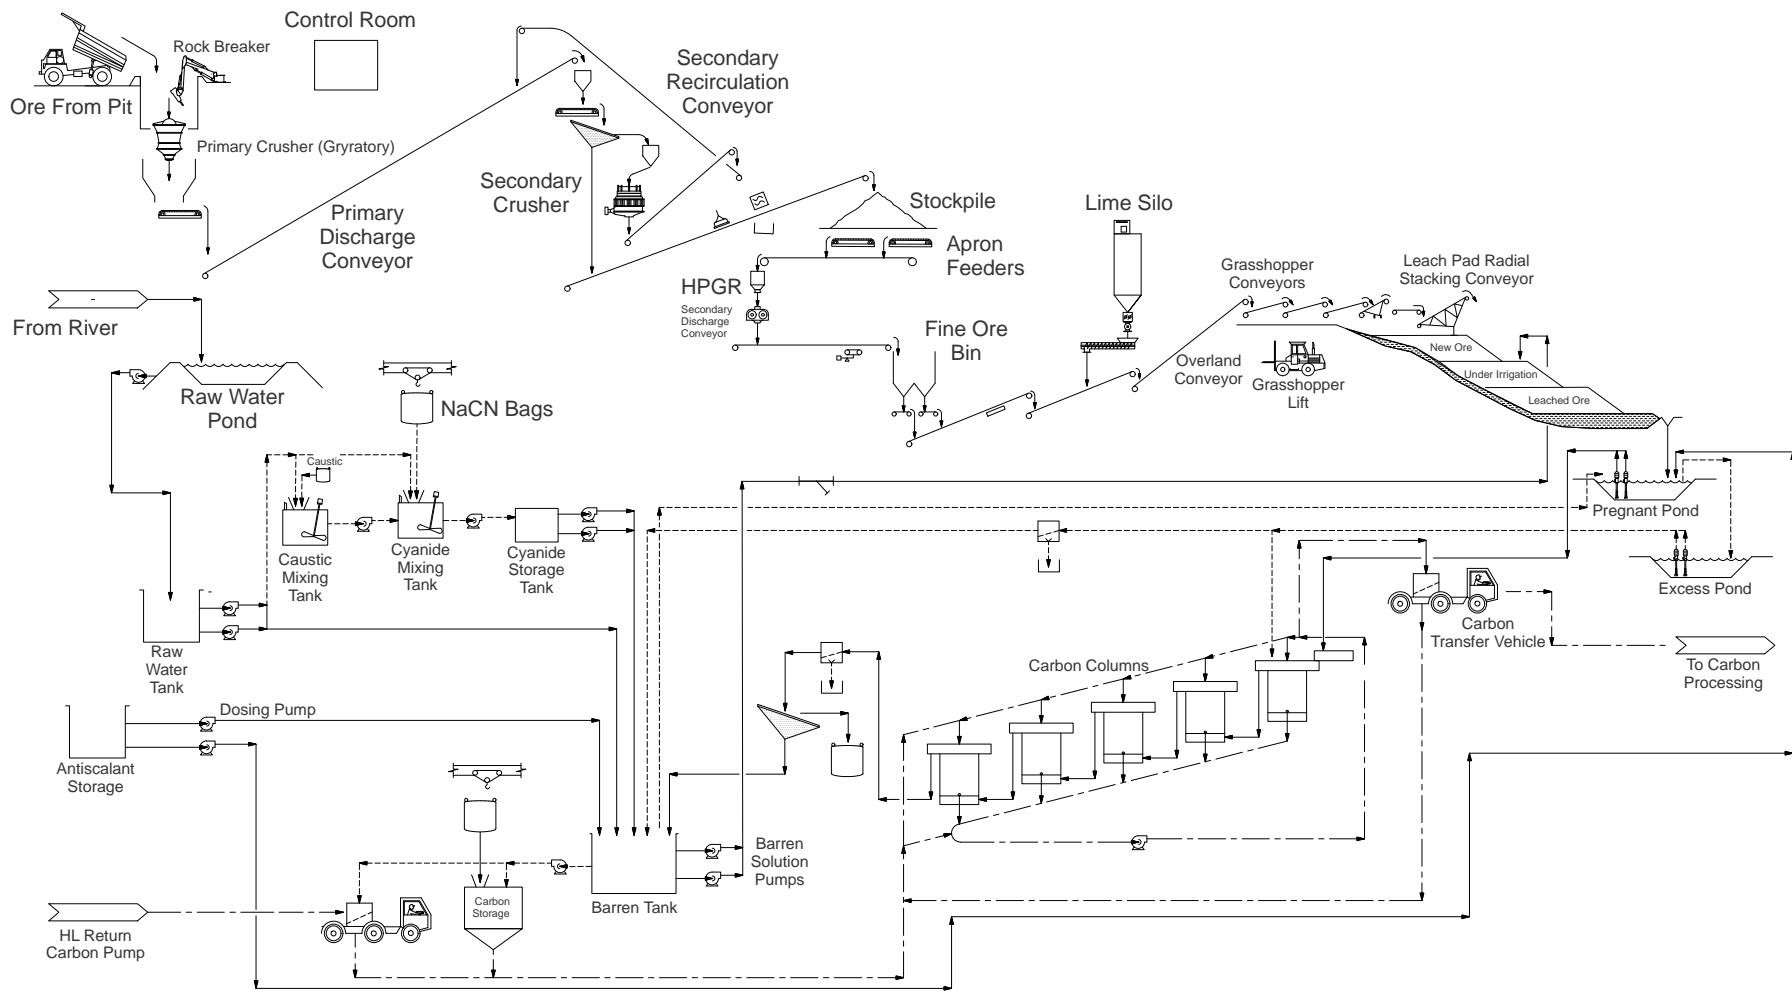 Control Room
Rock Breaker
Ore From Pit
Primary Crusher (Gryratory)
Primary
Discharge
Conveyor
Secondary
Recirculation
Conveyor
Secondary
Crusher
Stockpile
Apron
Feeders
HPGR
Secondary
Discharge
Conveyor
Fine Ore
Bin
Lime Silo
Overland
Conveyor
Grasshopper
Conveyors
Grasshopper
Lift
Leach Pad Radial
Stacking Conveyor
New Ore
Under Irrigation
Leached Ore
-
From River
Raw Water
Pond
NaCN Bags
Caustic
Caustic
Mixing
Tank
Cyanide
Mixing
Tank
Cyanide
Storage
Tank
Pregnant Pond
Excess Pond
Carbon
Transfer Vehicle
To Carbon
Processing
Raw
Water
Tank
Carbon Columns
Dosing Pump
Antiscalant
Storage
Barren
Solution
Pumps
Barren Tank
Carbon
Storage
HL Return
Carbon Pump